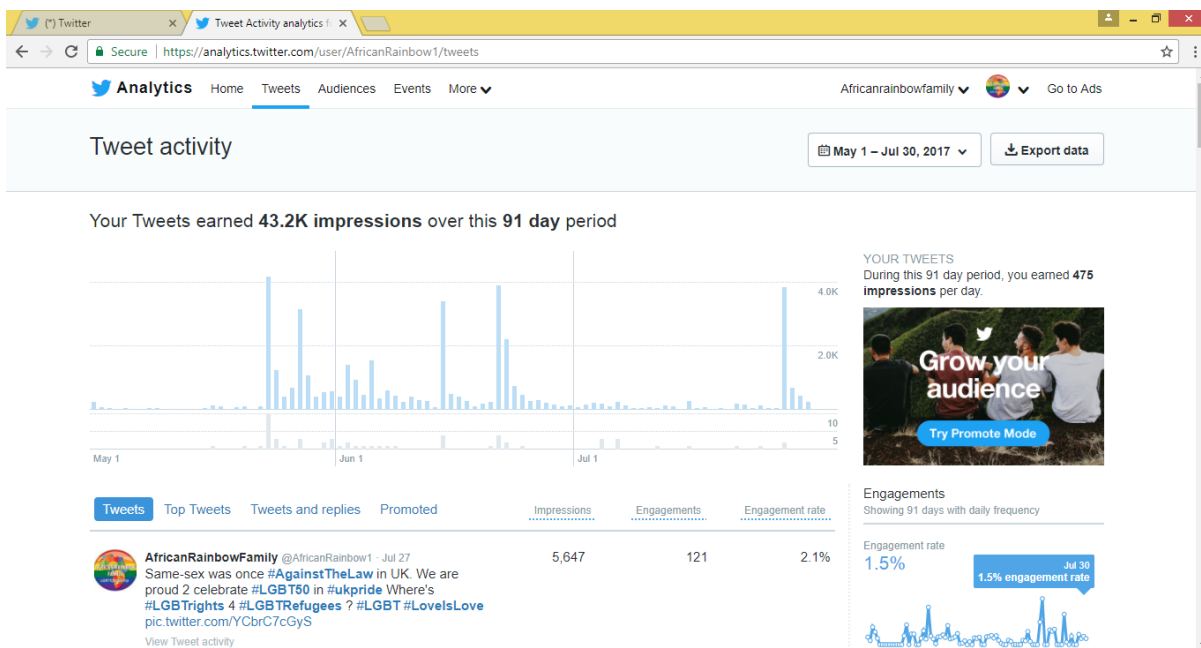 (*) Twitter
Tweet Activity analytics f
Secure | https://analytics.twitter.com/user/AfricanRainbow1/tweets
Analytics Home Tweets Audiences Events More
Africanrainbowfamily Go to Ads
Tweet activity
May 1 – Jul 30, 2017
Export data
Your Tweets earned 43.2K impressions over this 91 day period
4.0K
2.0K
10
5
May 1 Jun 1 Jul 1
YOUR TWEETS
During this 91 day period, you earned 475
impressions per day.
Grow your
audience
Try Promote Mode
Tweets Top Tweets Tweets and replies Promoted
Impressions Engagements Engagement rate
AfricanRainbowFamily @AfricanRainbow1 · Jul 27
Same-sex was once #AgainstTheLaw in UK. We are
proud 2 celebrate #LGBT50 in #ukpride Where's
#LGBTrights 4 #LGBTRefugees ? #LGBT #LoveIsLove
pic.twitter.com/YCbrC7cGyS
View Tweet activity
5,647 121 2.1%
Engagements
Showing 91 days with daily frequency
Engagement rate
1.5%
Jul 30
1.5% engagement rate